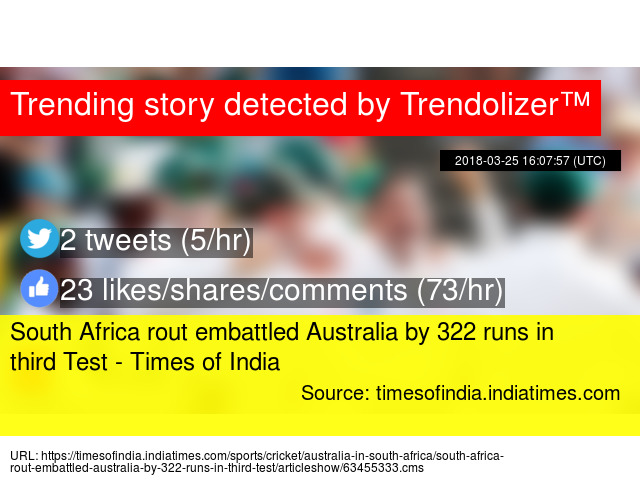 Trending story detected by Trendolizer™
2018-03-25 16:07:57 (UTC)
2 tweets (5/hr)
23 likes/shares/comments (73/hr)
South Africa rout embattled Australia by 322 runs in
third Test - Times of India
Source: timesofindia.indiatimes.com
URL: https://timesofindia.indiatimes.com/sports/cricket/australia-in-south-africa/south-africa-
rout-embattled-australia-by-322-runs-in-third-test/articleshow/63455333.cms